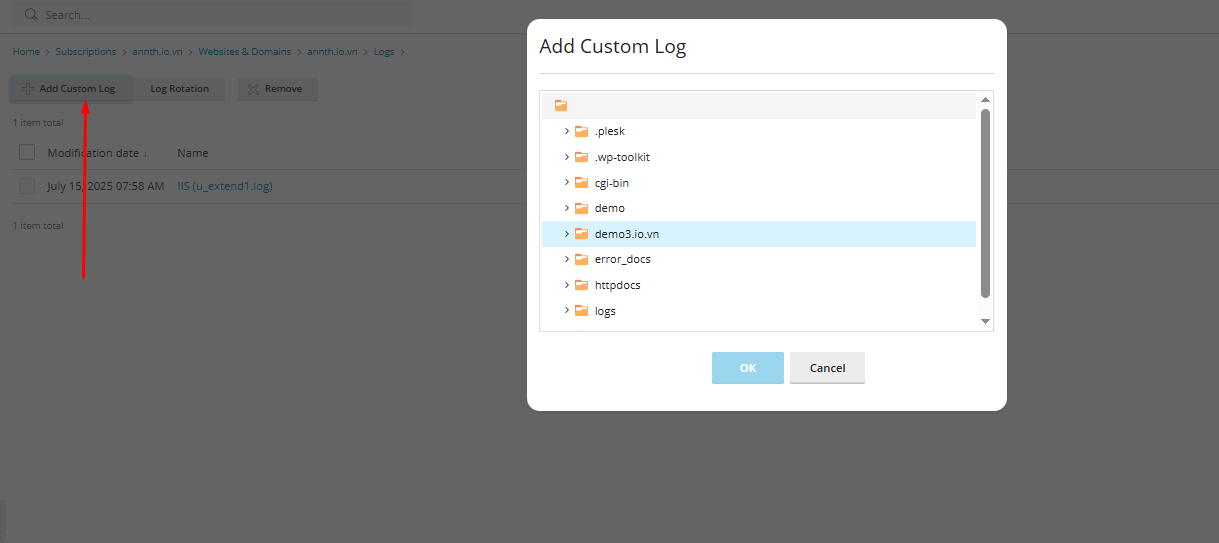 Search...
Home > Subscriptions > annth.io.vn > Websites & Domains > annth.io.vn > Logs >
Add Custom Log Log Rotation Remove
1 item total
Modification date ↓ Name
July 15, 2025 07:58 AM IIS (u_extend1.log)
1 item total
Add Custom Log
.plesk
.wp-toolkit
cgi-bin
demo
demo3.io.vn
error_docs
httpdocs
logs
OK Cancel